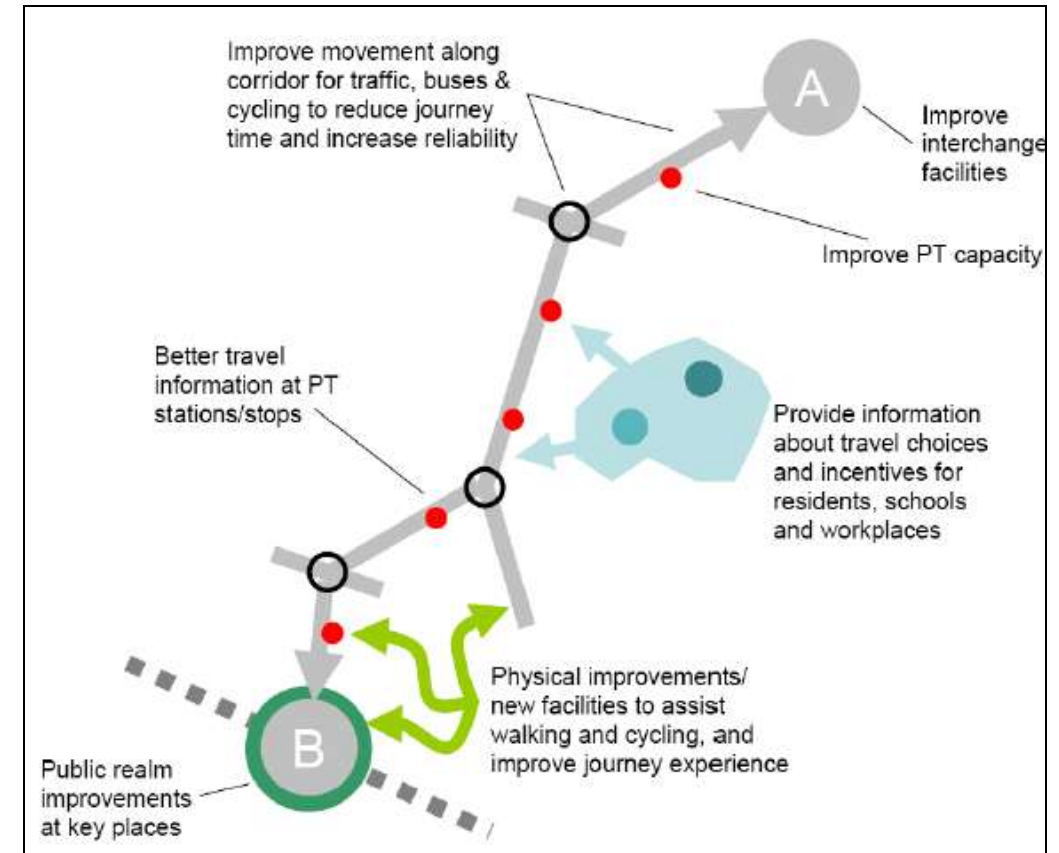 Improve movement along
corridor for traffic, buses &
cycling to reduce journey
time and increase reliability
A
Improve
interchange
facilities
Improve PT capacity
Better travel
information at PT
stations/stops
Provide information
about travel choices
and incentives for
residents, schools
and workplaces
Physical improvements/
new facilities to assist
walking and cycling, and
improve journey experience
B
Public realm
improvements
at key places